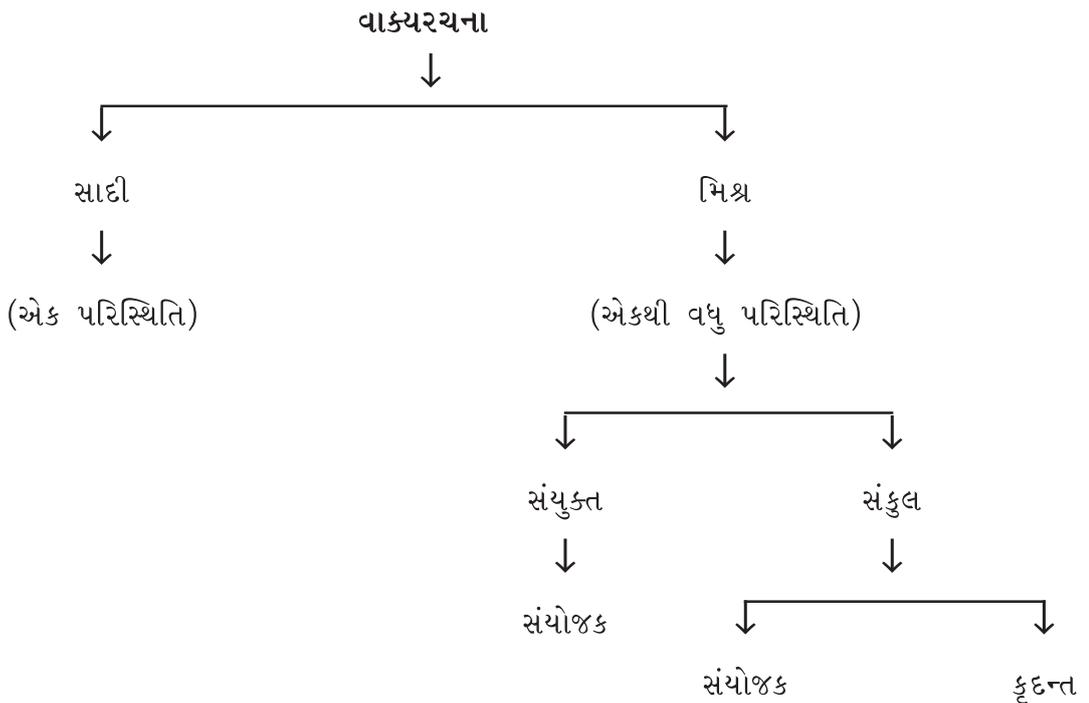 વાક્યરચના
સાદી
મિશ્ર
(એક પરિસ્થિતિ)
(એકથી વધુ પરિસ્થિતિ)
સંયુક્ત
સંકુલ
સંયોજક
સંયોજક
કૃદન્ત